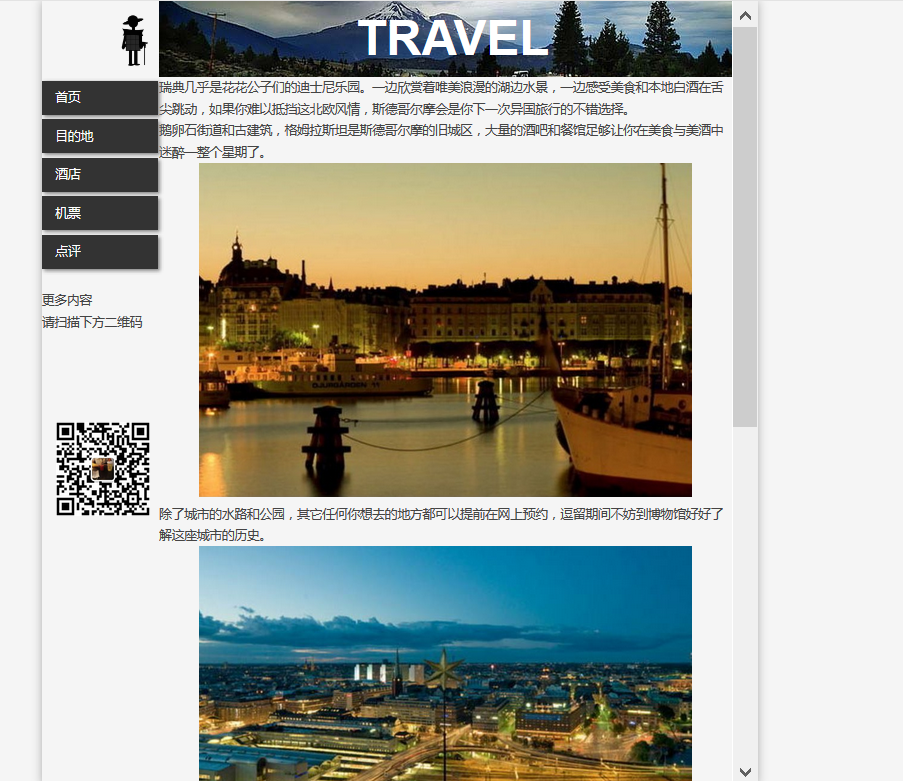 TRAVEL
首页
目的地
酒店
机票
点评
更多内容
请扫描下方二维码
瑞典几乎是花花公子们的迪士尼乐园。一边欣赏着唯美浪漫的湖边水景，一边感受美食和本地白酒在舌
尖跳动，如果你难以抵挡这北欧风情，斯德哥尔摩会是你下一次异国旅行的不错选择。
鹅卵石街道和古建筑，格姆拉斯坦是斯德哥尔摩的旧城区，大量的酒吧和餐馆足够让你在美食与美酒中
迷醉一整个星期了。
DJURGÅRDEN 11
除了城市的水路和公园，其它任何你想去的地方都可以提前在网上预约，逗留期间不妨到博物馆好好了
解这座城市的历史。